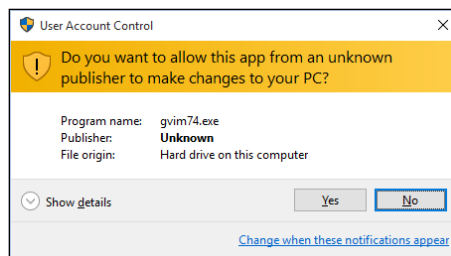 User Account Control
Do you want to allow this app from an unknown
publisher to make changes to your PC?
Program name: gvim74.exe
Publisher: Unknown
File origin: Hard drive on this computer
Show details Yes No
Change when these notifications appear